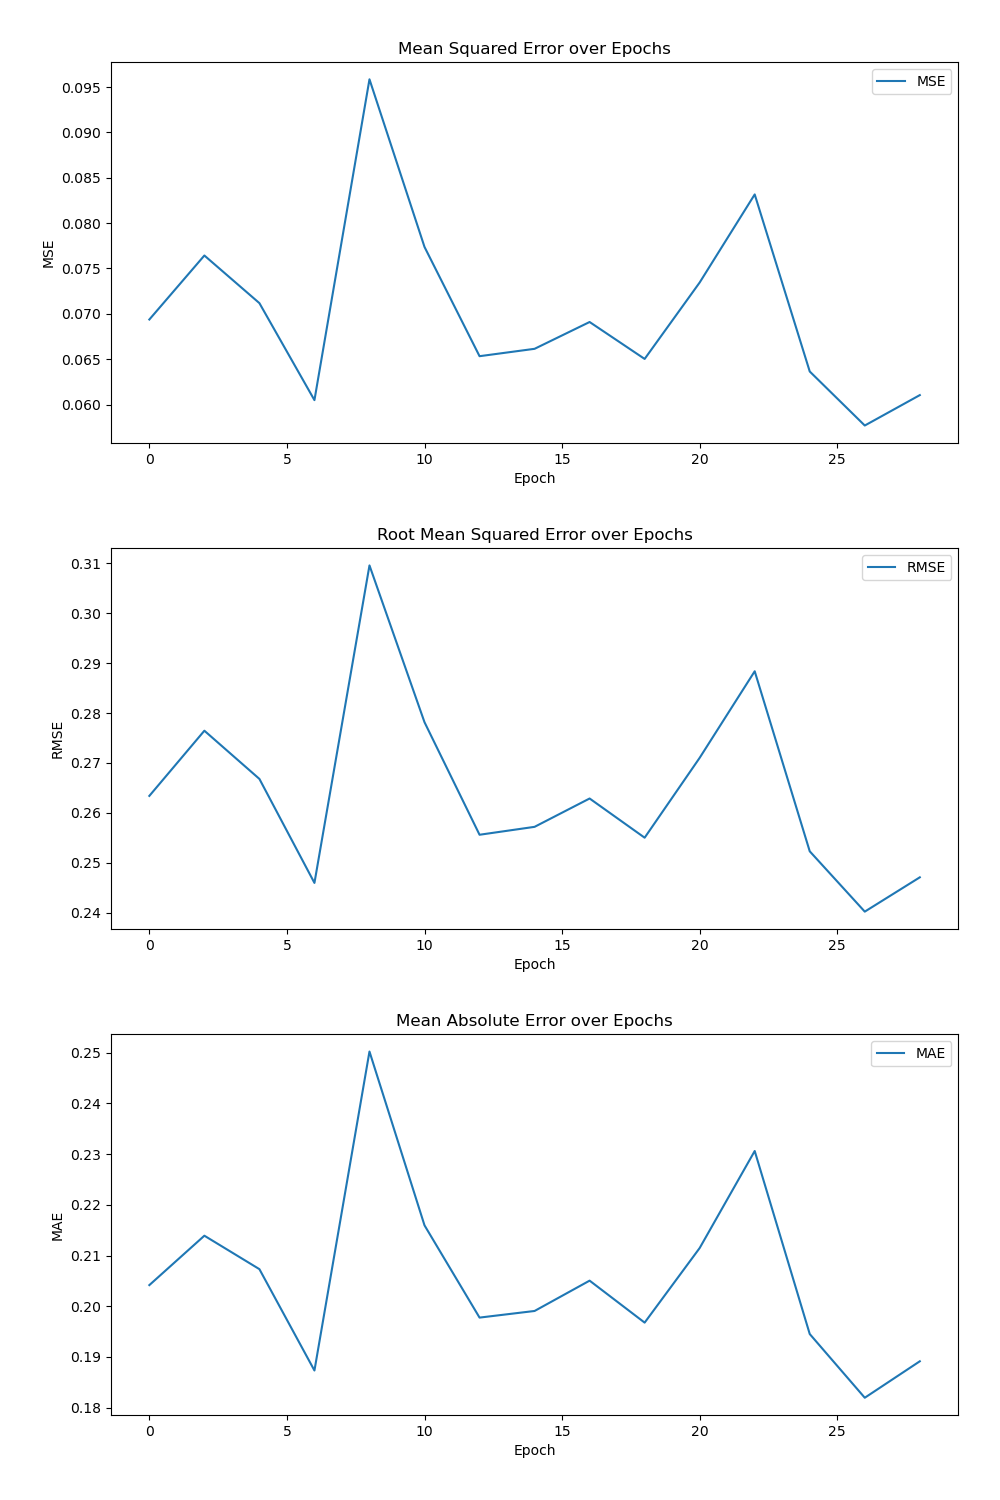 Mean Squared Error over Epochs
MSE
0.095
0.090
0.085
0.080
0.075
0.070
0.065
0.060
MSE
0 5 10 15 20 25
Epoch
Root Mean Squared Error over Epochs
RMSE
0.31
0.30
0.29
0.28
0.27
0.26
0.25
0.24
RMSE
0 5 10 15 20 25
Epoch
Mean Absolute Error over Epochs
MAE
0.25
0.24
0.23
0.22
0.21
0.20
0.19
0.18
MAE
0 5 10 15 20 25
Epoch